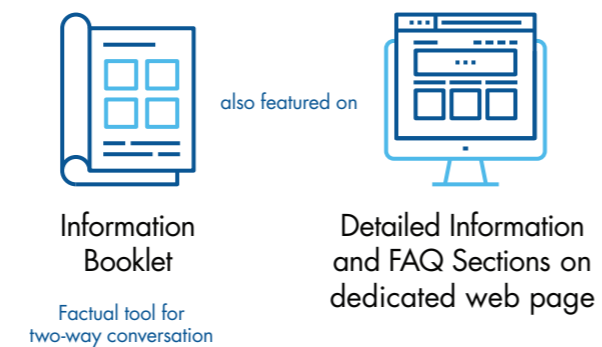 also featured on
Information
Booklet
Factual tool for
two-way conversation
Detailed Information
and FAQ Sections on
dedicated web page